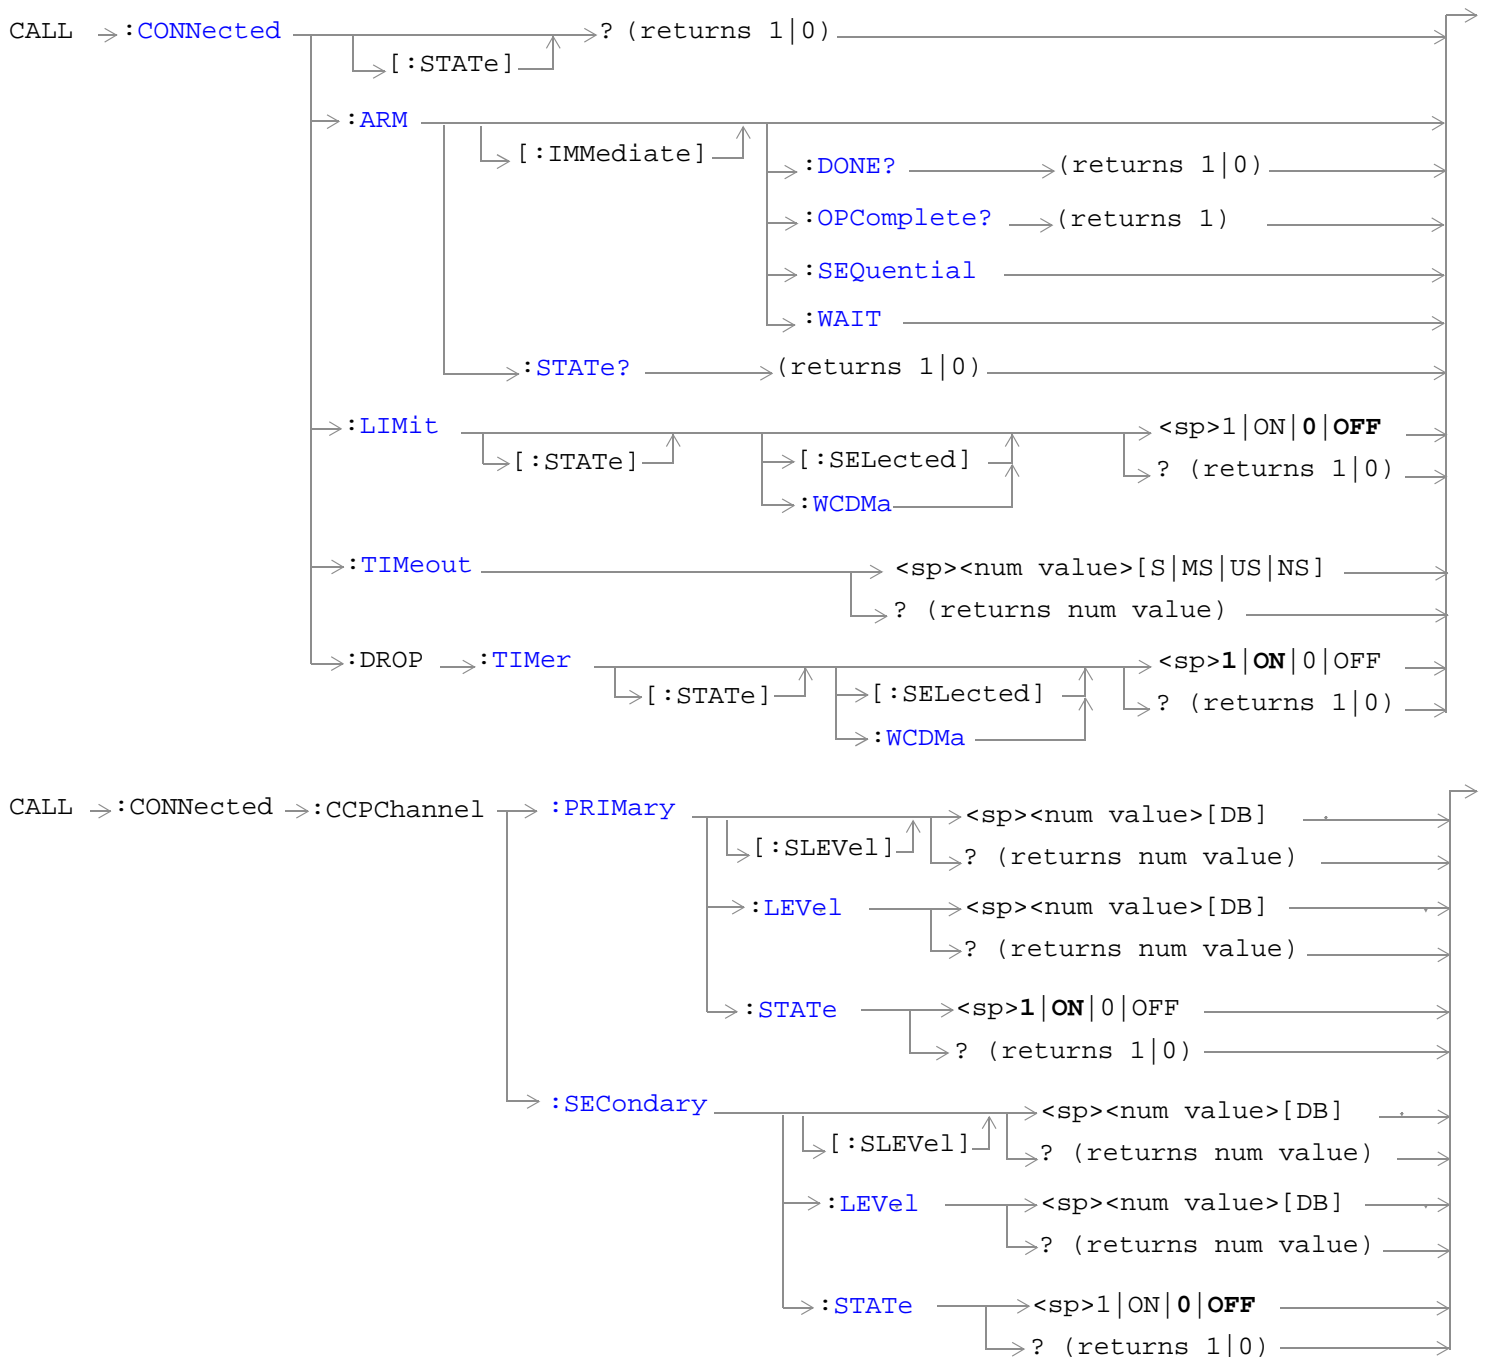 CALL :CONNected ? (returns 1|0)
[:STATe]
:ARM
[:IMMediate]
:DONE? (returns 1|0)
:OPComplete? (returns 1)
:SEQuential
:WAIT
:STATe? (returns 1|0)
:LIMit <sp>1|ON|0|OFF
[:STATe] [:SELected] ? (returns 1|0)
:WCDMa
:TIMeout <sp><num value>[S|MS|US|NS]
? (returns num value)
:DROP :TIMer <sp>1|ON|0|OFF
[:STATe] [:SELected] ? (returns 1|0)
:WCDMa
CALL :CONNected :CCPChannel :PRIMary <sp><num value>[DB]
[:SLEVel] ? (returns num value)
:LEVel <sp><num value>[DB]
? (returns num value)
:STATe <sp>1|ON|0|OFF
? (returns 1|0)
:SECondary <sp><num value>[DB]
[:SLEVel] ? (returns num value)
:LEVel <sp><num value>[DB]
? (returns num value)
:STATe <sp>1|ON|0|OFF
? (returns 1|0)